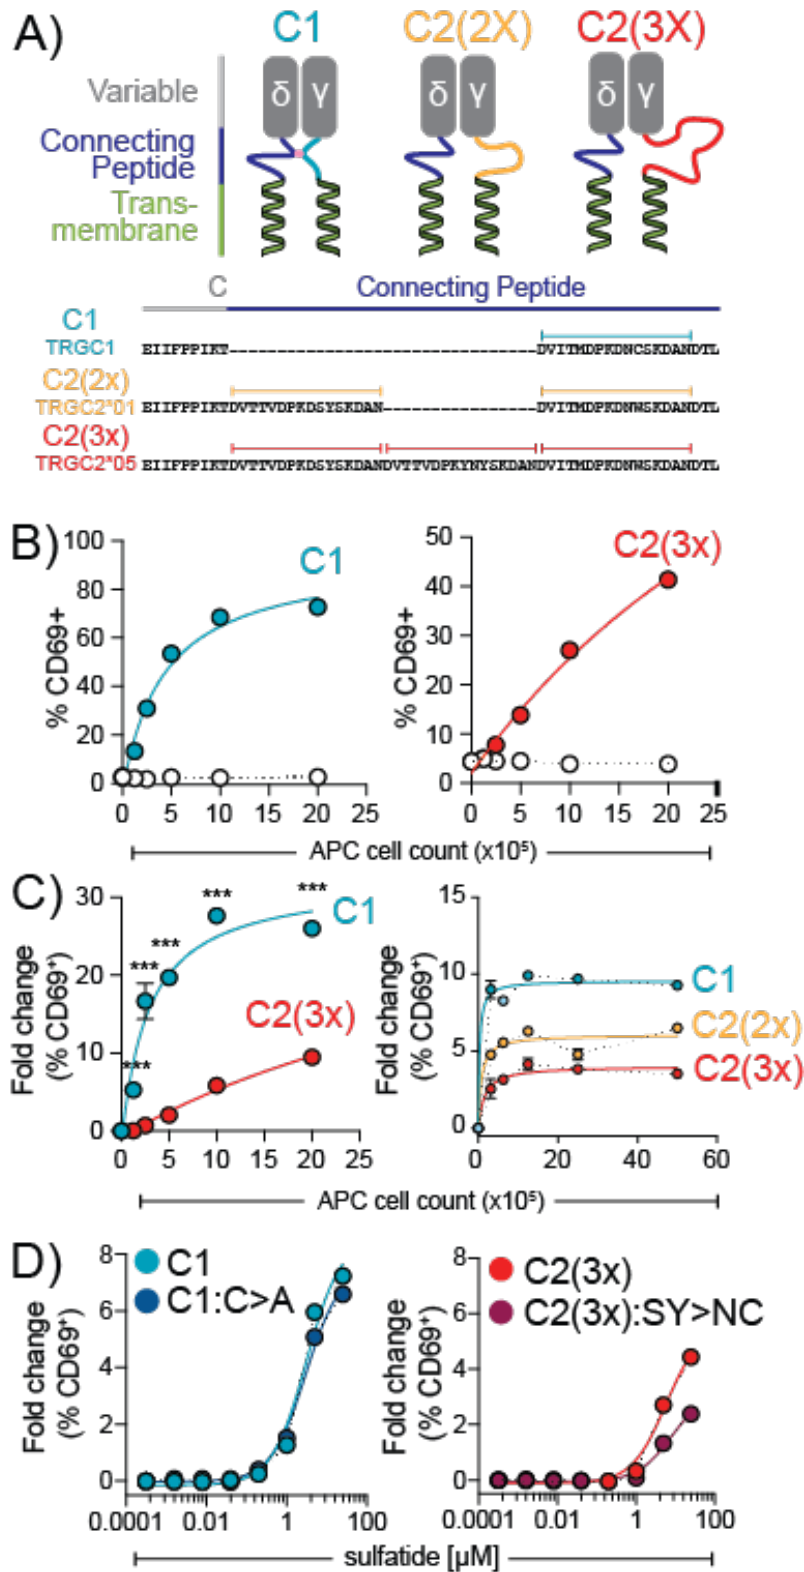 A)
C1 C2(2X) C2(3X)
Variable
δ γ δ γ δ γ
Connecting
Peptide
Trans-
membrane
C Connecting Peptide
C1
TRGC1 EIIFPPIKT------------------------------------DVITMDPKDNCSKDANDTL
C2(2x)
TRGC2*01 EIIFPPIKTDVTTVDPKDSYSKDAN----------------DVITMDPKDNWSKDANDTL
C2(3x)
TRGC2*05 EIIFPPIKTDVTTVDPKDSYSKDANDVTTVDPKYNYSKDANDVITMDPKDNWSKDANDTL
B)
C1
C2(3x)
% CD69+
100
80
60
40
20
0
0 5 10 15 20 25
% CD69+
50
40
30
20
10
0
0 5 10 15 20 25
APC cell count (x10⁵)
C)
Fold change
(% CD69⁺)
30
20
10
0
0 5 10 15 20 25
*** *** *** *** ***
C1
C2(3x)
Fold change
(% CD69⁺)
15
10
5
0
0 20 40 60
C1
C2(2x)
C2(3x)
APC cell count (x10⁵)
D)
Fold change
(% CD69⁺)
8
6
4
2
0
0.0001 0.01 1 100
C1
C1:C>A
Fold change
(% CD69⁺)
8
6
4
2
0
0.0001 0.01 1 100
C2(3x)
C2(3x):SY>NC
sulfatide [µM]